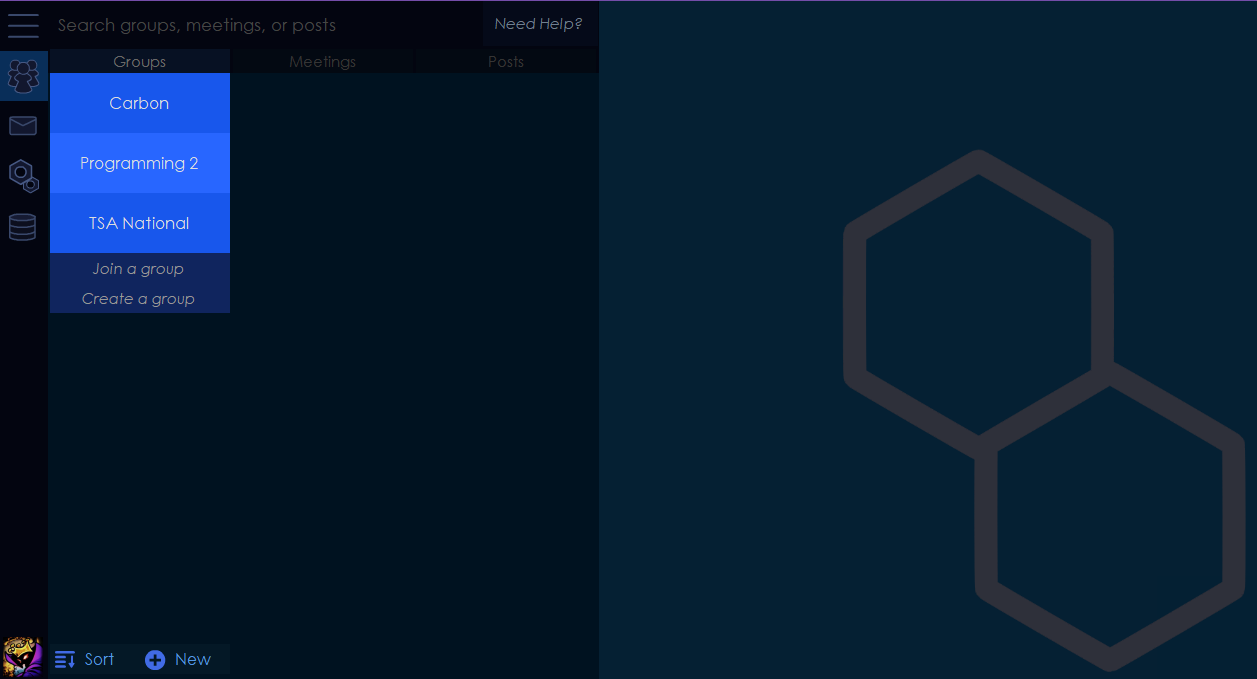 Search groups, meetings, or posts
Need Help?
Groups
Meetings
Posts
Carbon
Programming 2
TSA National
Join a group
Create a group
Sort
New